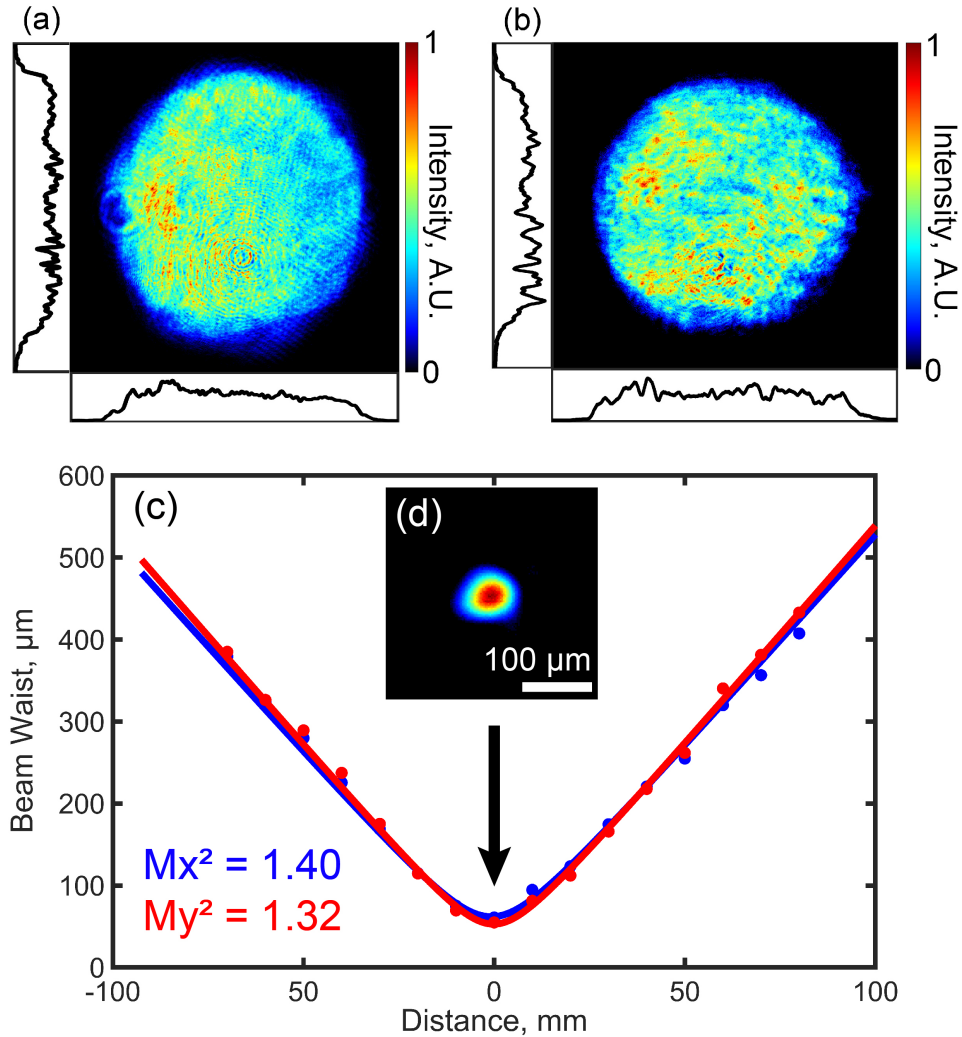 (a)
(b)
1
Intensity, A.U.
0
1
Intensity, A.U.
0
600
500
400
300
200
100
0
Beam Waist, µm
(c)
(d)
100 µm
Mx² = 1.40
My² = 1.32
-100
50
0
50
100
Distance, mm